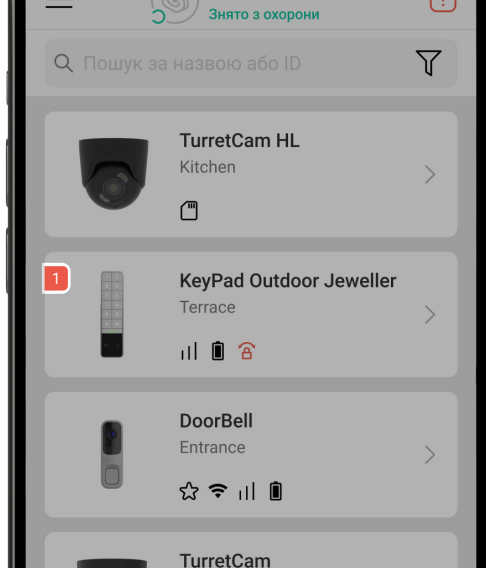 Знято з охорони
Пошук за назвою або ID
TurretCam HL
Kitchen
1
KeyPad Outdoor Jeweller
Terrace
DoorBell
Entrance
TurretCam